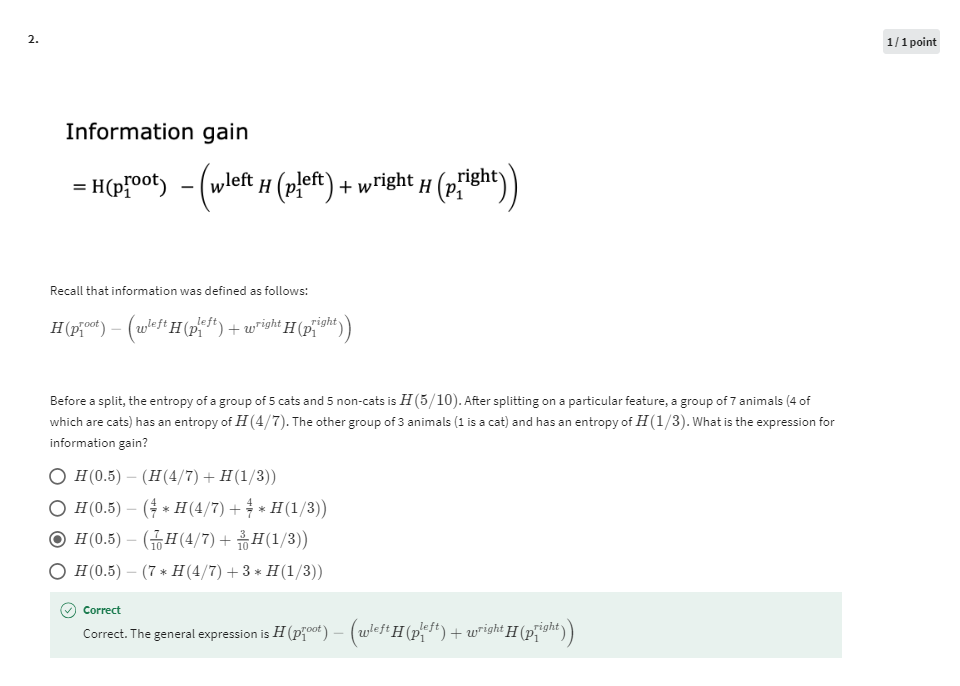 2.
1 / 1 point
Information gain
= H(p₁^root) − (w^left H (p₁^left) + w^right H (p₁^right))
Recall that information was defined as follows:
H(p₁^root) − (w^left H(p₁^left) + w^right H(p₁^right))
Before a split, the entropy of a group of 5 cats and 5 non-cats is H(5/10). After splitting on a particular feature, a group of 7 animals (4 of
which are cats) has an entropy of H(4/7). The other group of 3 animals (1 is a cat) and has an entropy of H(1/3). What is the expression for
information gain?
H(0.5) − (H(4/7) + H(1/3))
H(0.5) − (4/7 * H(4/7) + 4/7 * H(1/3))
H(0.5) − (7/10 H(4/7) + 3/10 H(1/3))
H(0.5) − (7 * H(4/7) + 3 * H(1/3))
Correct
Correct. The general expression is H(p₁^root) − (w^left H(p₁^left) + w^right H(p₁^right))